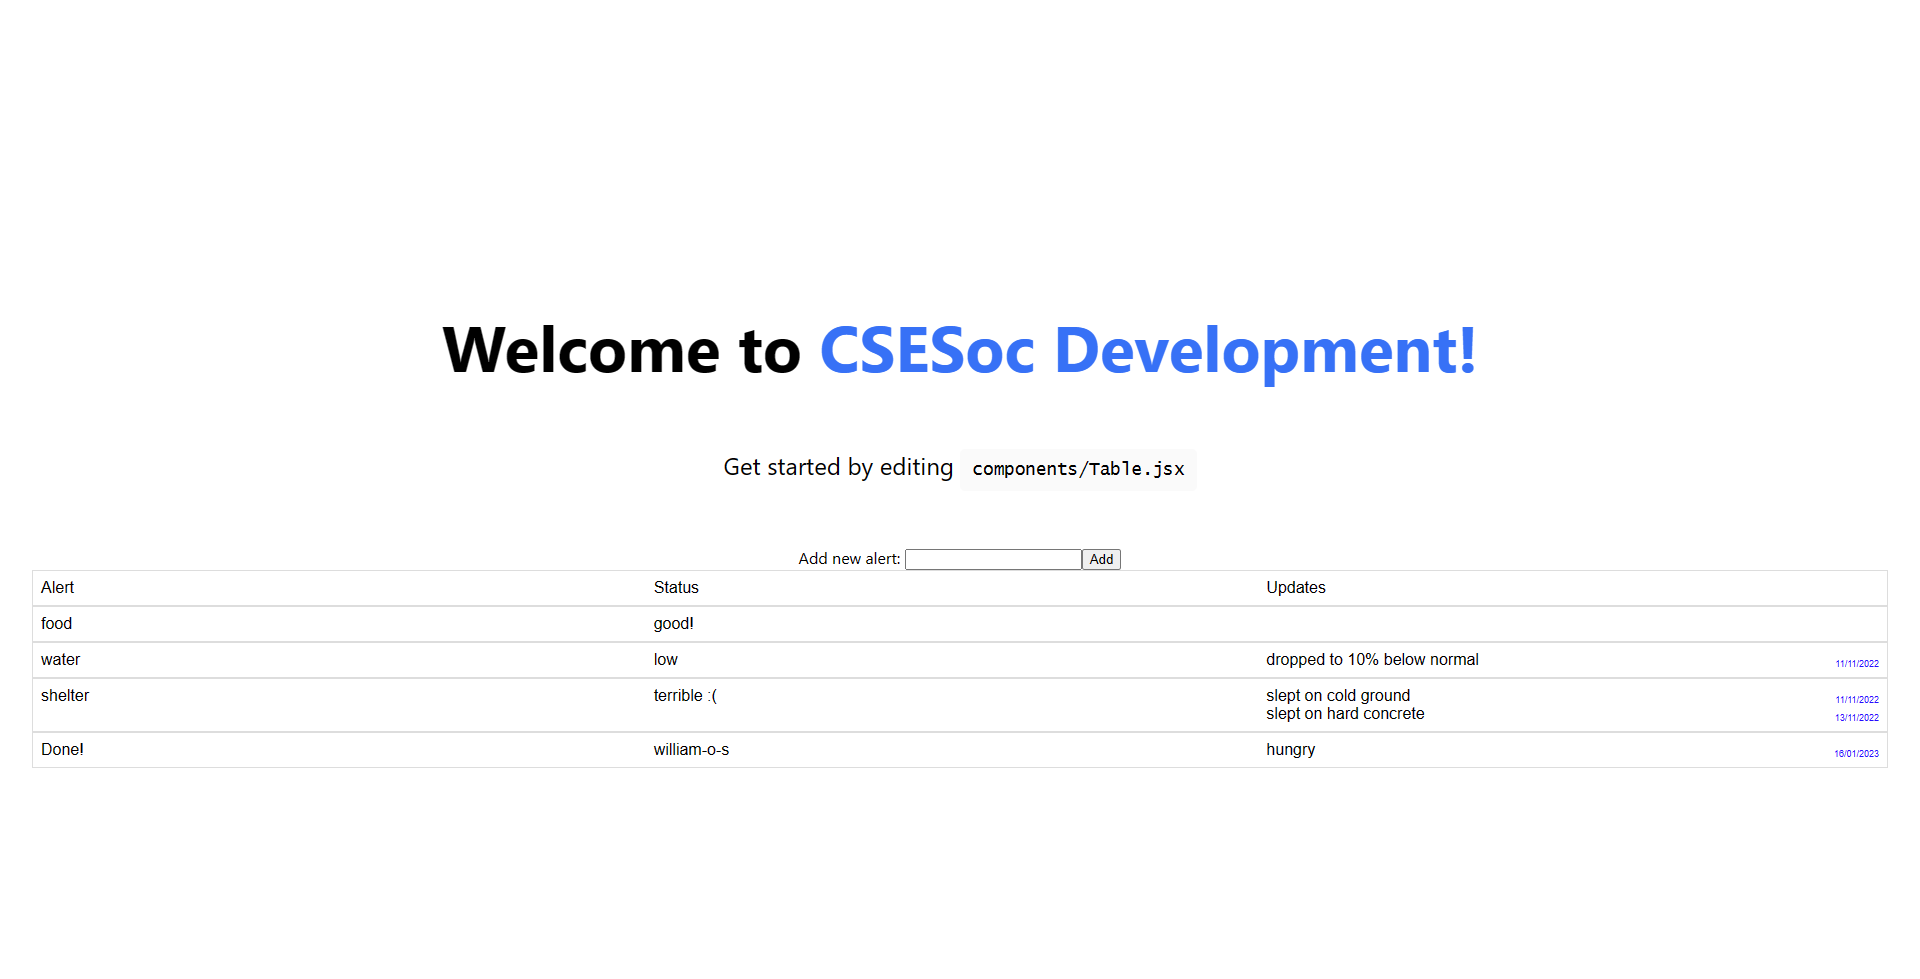 Welcome to CSESoc Development!
Get started by editing components/Table.jsx
Add new alert: Add
Alert Status Updates
food good!
water low dropped to 10% below normal 11/11/2022
shelter terrible :( slept on cold ground 11/11/2022
slept on hard concrete 13/11/2022
Done! william-o-s hungry 16/01/2023